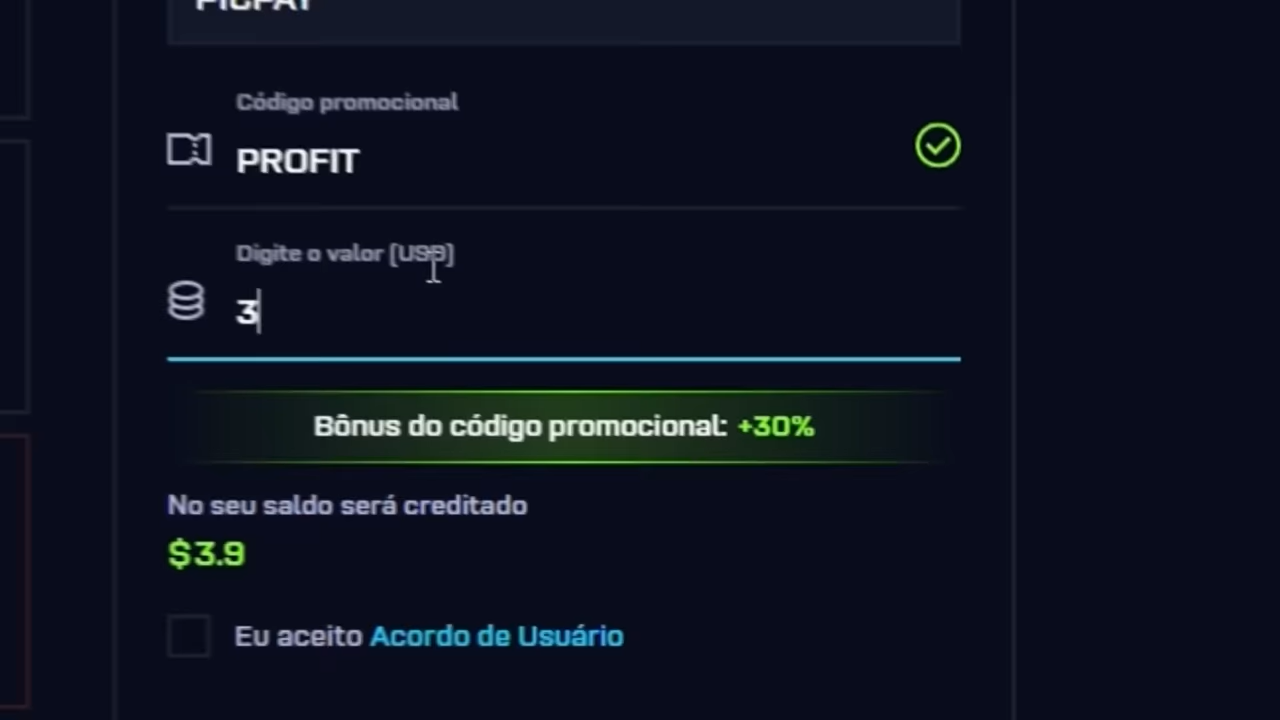 PICPAY
Código promocional
PROFIT
Digite o valor (USD)
3
Bônus do código promocional: +30%
No seu saldo será creditado
$3.9
Eu aceito Acordo de Usuário